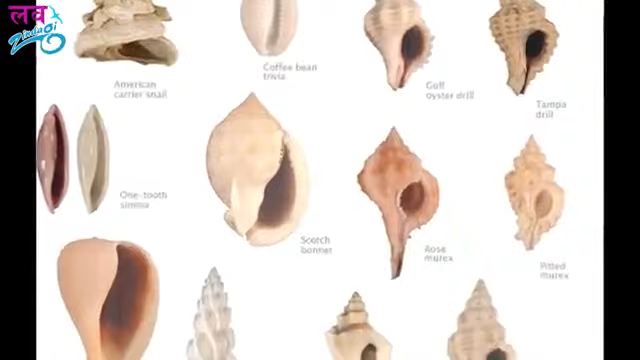 लव
Zindagi
American
carrier snail
Coffee bean
trivia
Gulf
oyster drill
Tampa
drill
One-tooth
simnia
Scotch
bonnet
Rose
murex
Pitted
murex